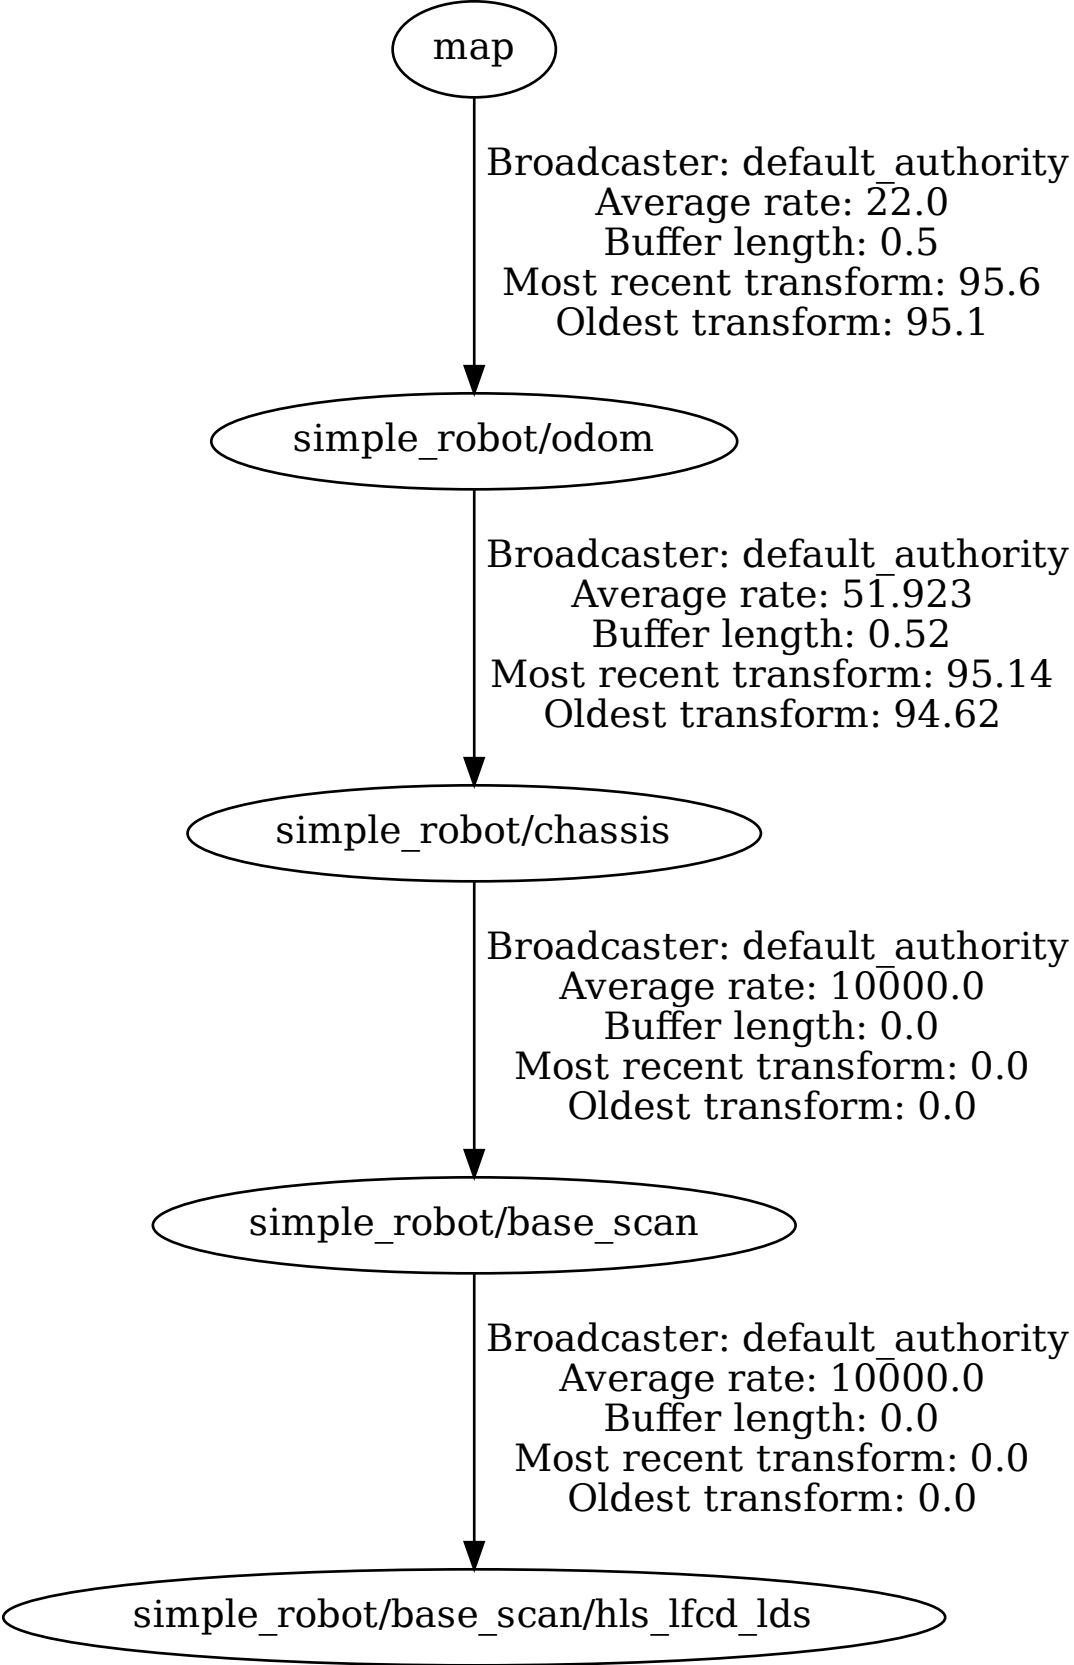 map
Broadcaster: default_authority
Average rate: 22.0
Buffer length: 0.5
Most recent transform: 95.6
Oldest transform: 95.1
simple_robot/odom
Broadcaster: default_authority
Average rate: 51.923
Buffer length: 0.52
Most recent transform: 95.14
Oldest transform: 94.62
simple_robot/chassis
Broadcaster: default_authority
Average rate: 10000.0
Buffer length: 0.0
Most recent transform: 0.0
Oldest transform: 0.0
simple_robot/base_scan
Broadcaster: default_authority
Average rate: 10000.0
Buffer length: 0.0
Most recent transform: 0.0
Oldest transform: 0.0
simple_robot/base_scan/hls_lfcd_lds